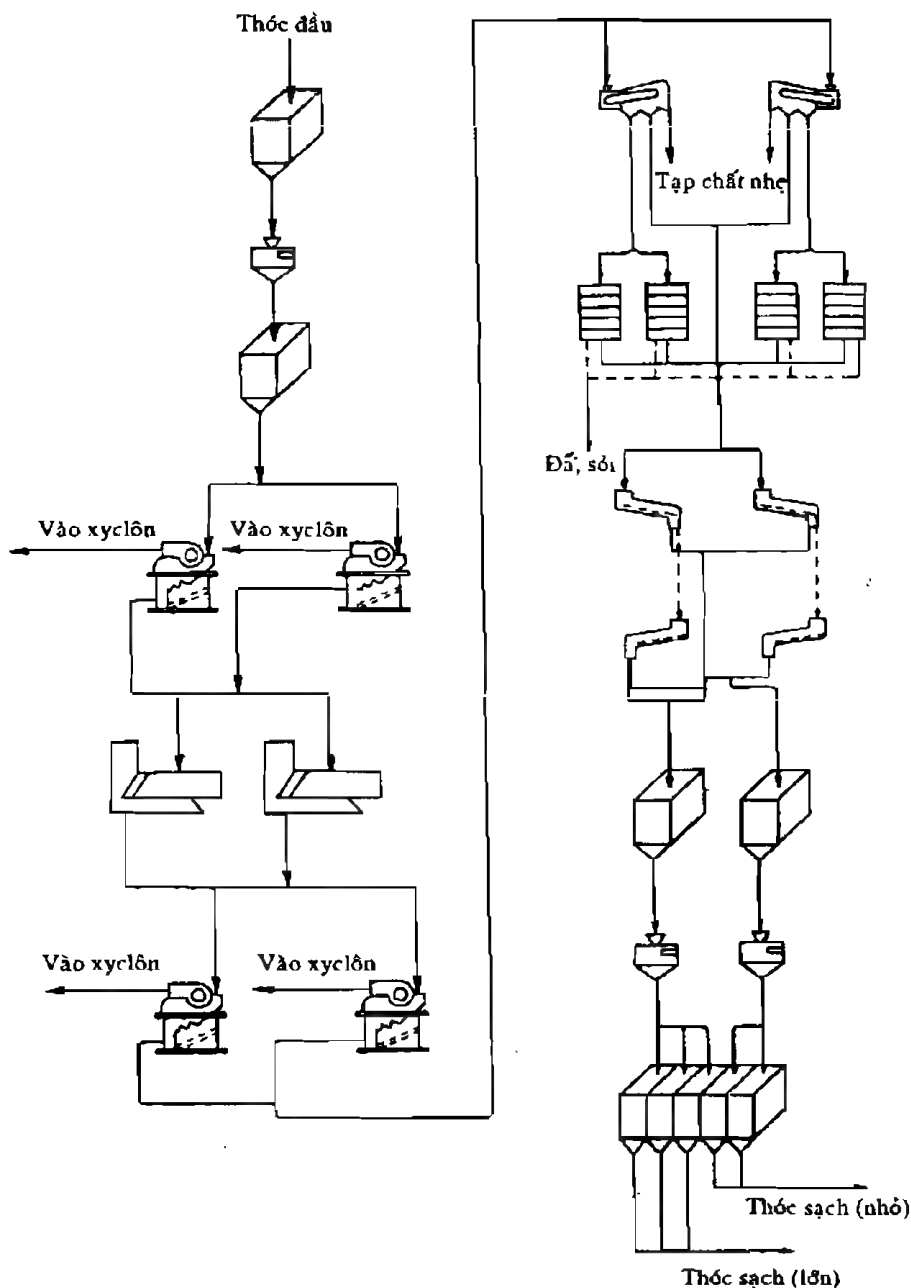 Thóc đầu
Tạp chất nhẹ
Đá, sỏi
Vào xyclôn
Vào xyclôn
Vào xyclôn
Vào xyclôn
Thóc sạch (nhỏ)
Thóc sạch (lớn)